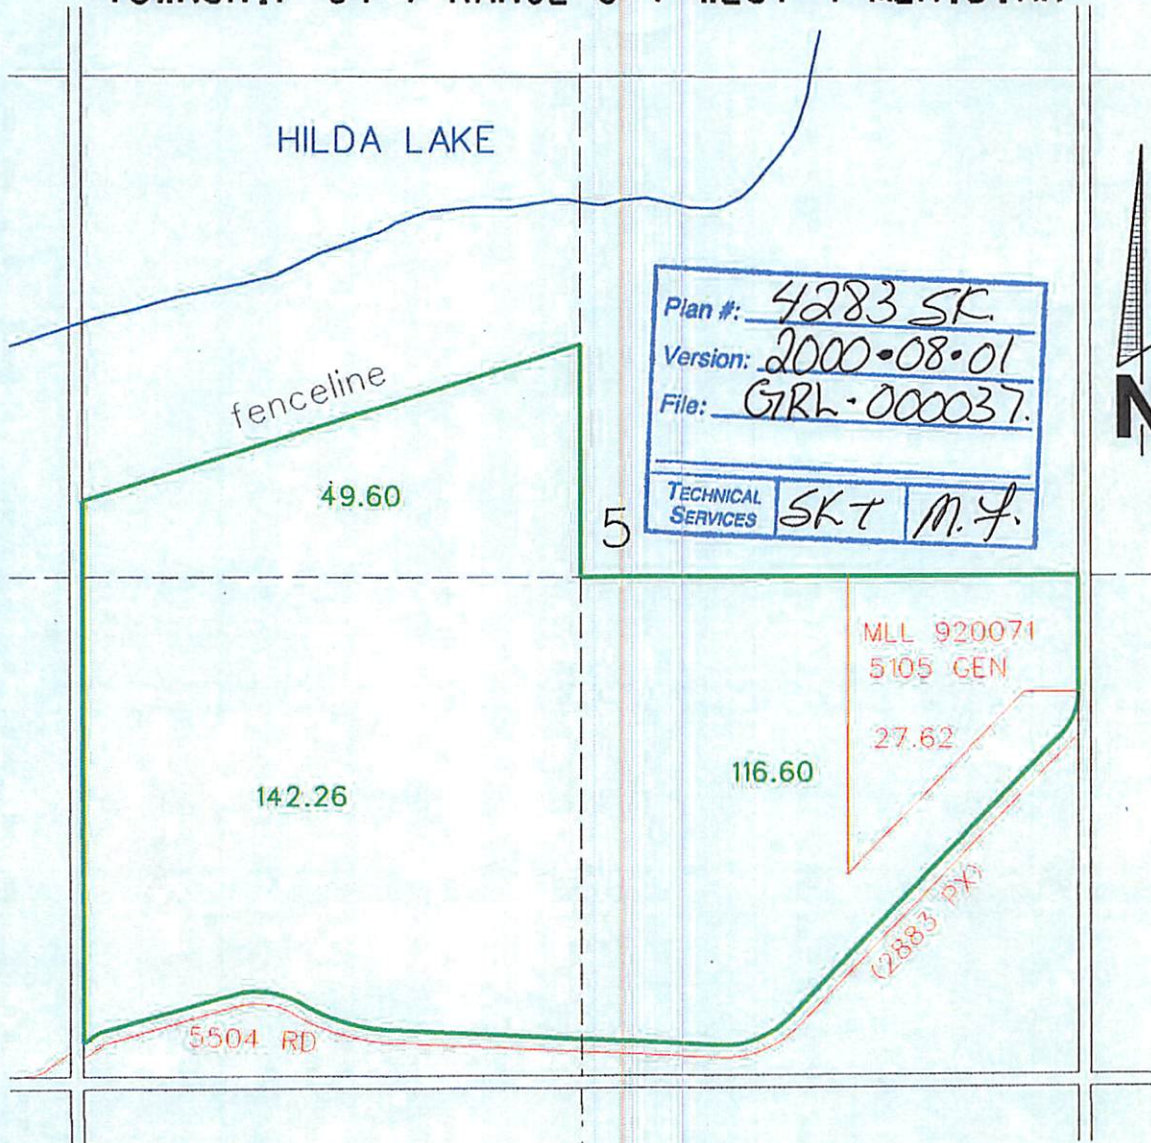 HILDA LAKE
Plan #: 4283 SK.
Version: 2000•08•01
File: GRL·000037.
TECHNICAL SERVICES SKT M.Y.
fenceline
49.60
5
N
MLL 920071
5105 GEN
27.62
116.60
142.26
(2883 PX)
5504 RD